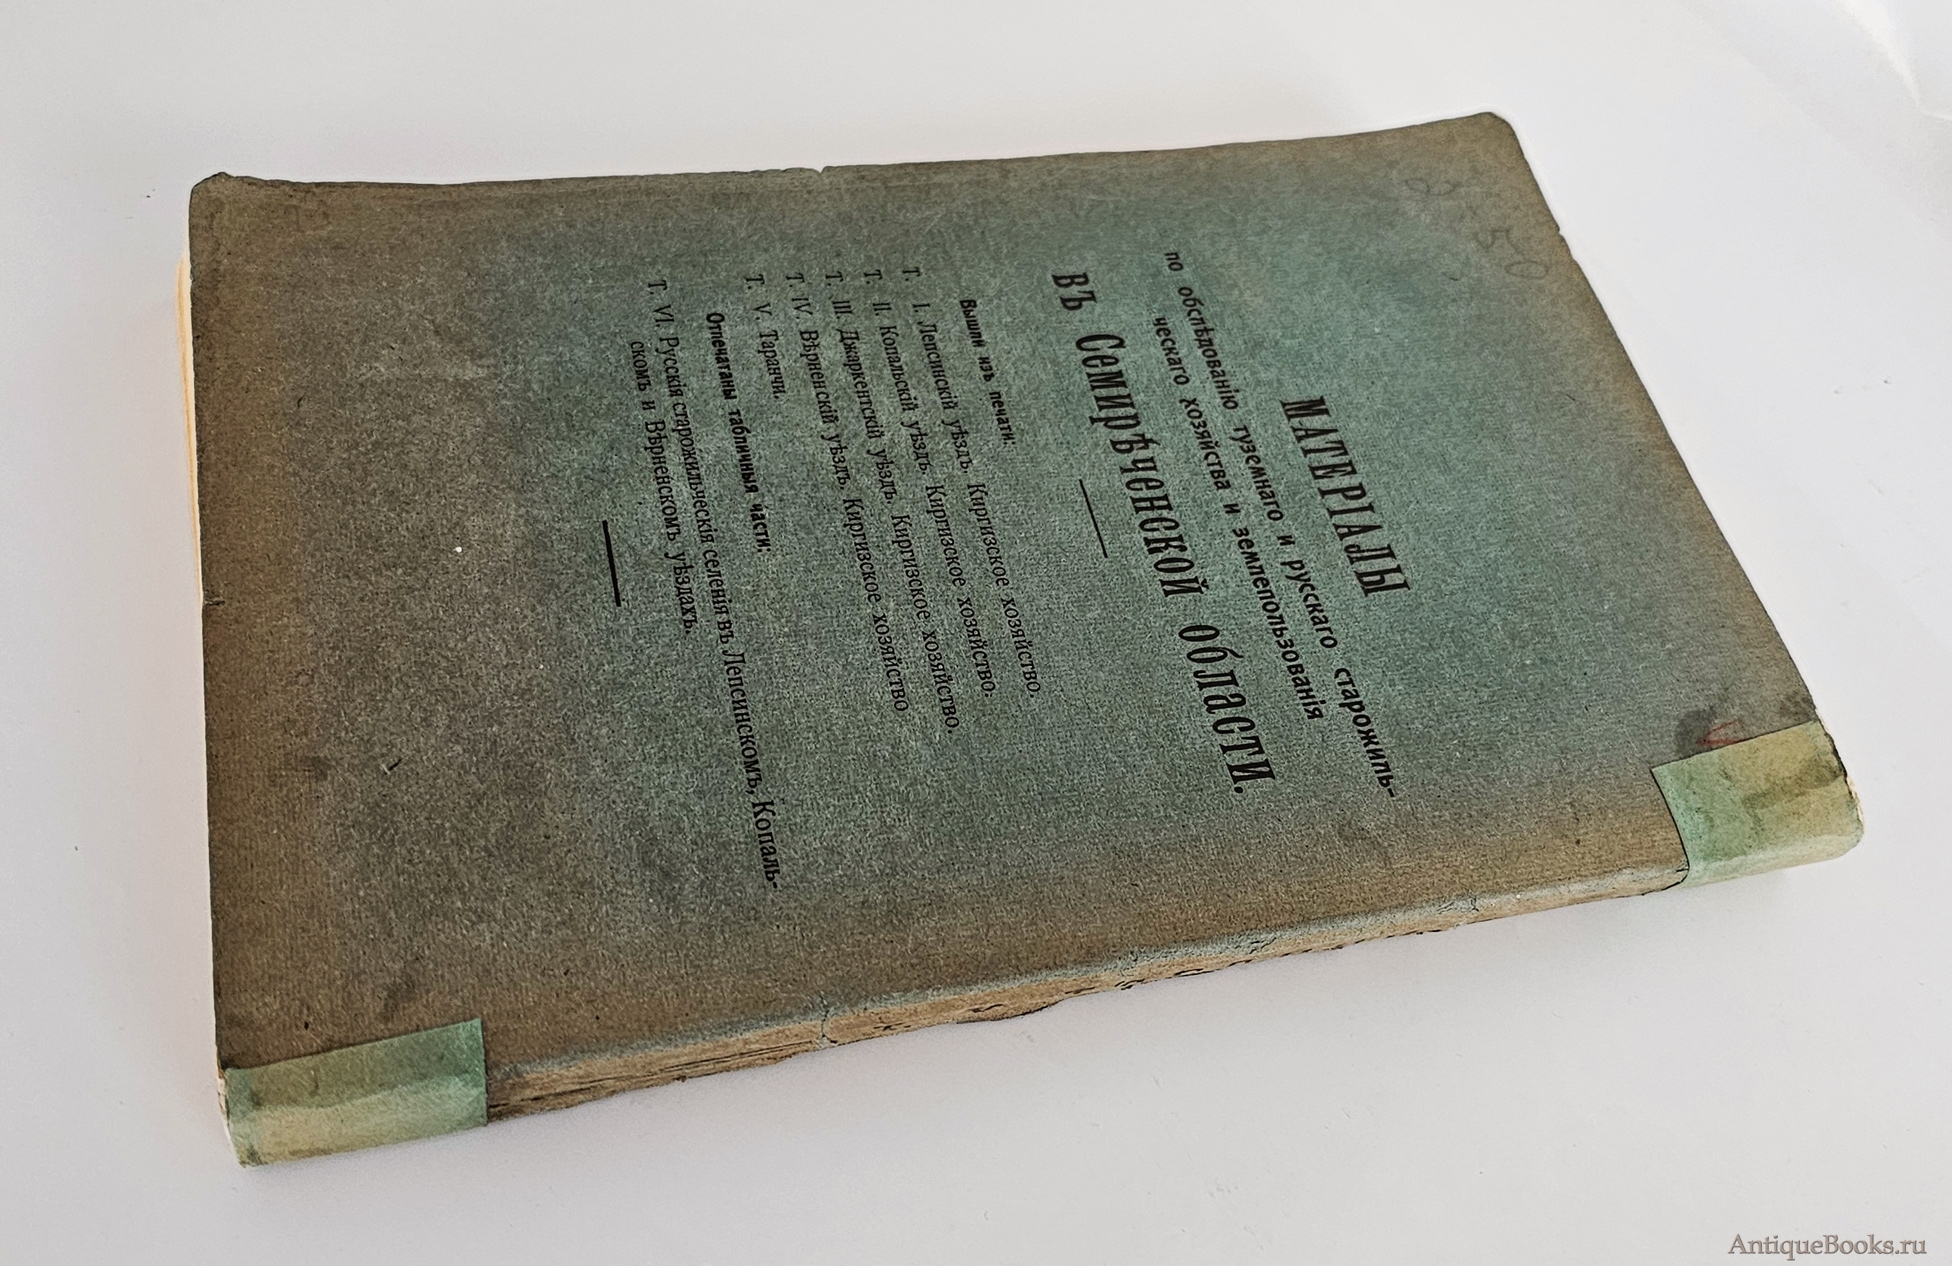 МАТЕРІАЛЫ
по обслѣдованію туземнаго и русскаго старожиль-
ческаго хозяйства и землепользованія
въ Семирѣченской области.
Вышли изъ печати:
Т. I. Лепсинскій уѣздъ. Киргизское хозяйство.
Т. II. Копальскій уѣздъ. Киргизское хозяйство.
Т. III. Джаркентскій уѣздъ. Киргизское хозяйство.
Т. IV. Вѣрненскій уѣздъ. Киргизское хозяйство
Т. V. Таранчи.
Отпечатаны табличныя части:
Т. VI. Русскія старожильческія селенія въ Лепсинскомъ, Копаль-
скомъ и Вѣрненскомъ уѣздахъ.
AntiqueBooks.ru